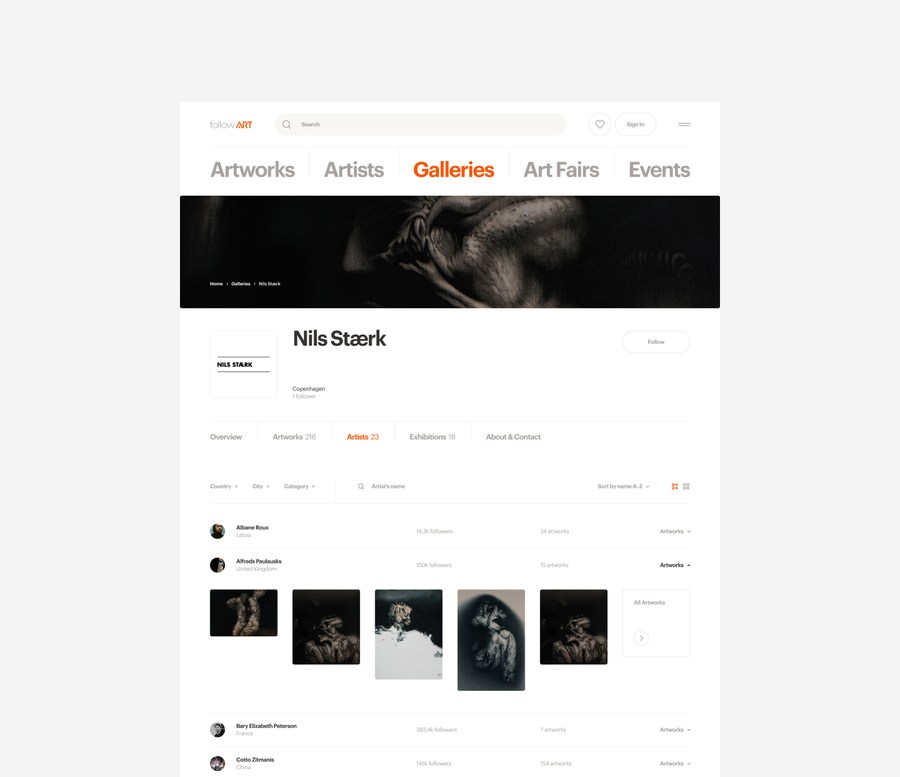 followART
Search
Sign In
Artworks Artists Galleries Art Fairs Events
Home › Galleries › Nils Stærk
NILS STÆRK
Nils Stærk
Follow
Copenhagen
1 follower
Overview Artworks 216 Artists 23 Exhibitions 18 About & Contact
Country City Category Artist's name Sort by name A-Z
Albane Roux
Latvia
14,3k followers 24 artworks Artworks
Alfreds Paulausks
United Kingdom
150k followers 15 artworks Artworks
All Artworks
Bary Elizabeth Peterson
France
363,4k followers 7 artworks Artworks
Cotto Zitmanis
China
145k followers 154 artworks Artworks